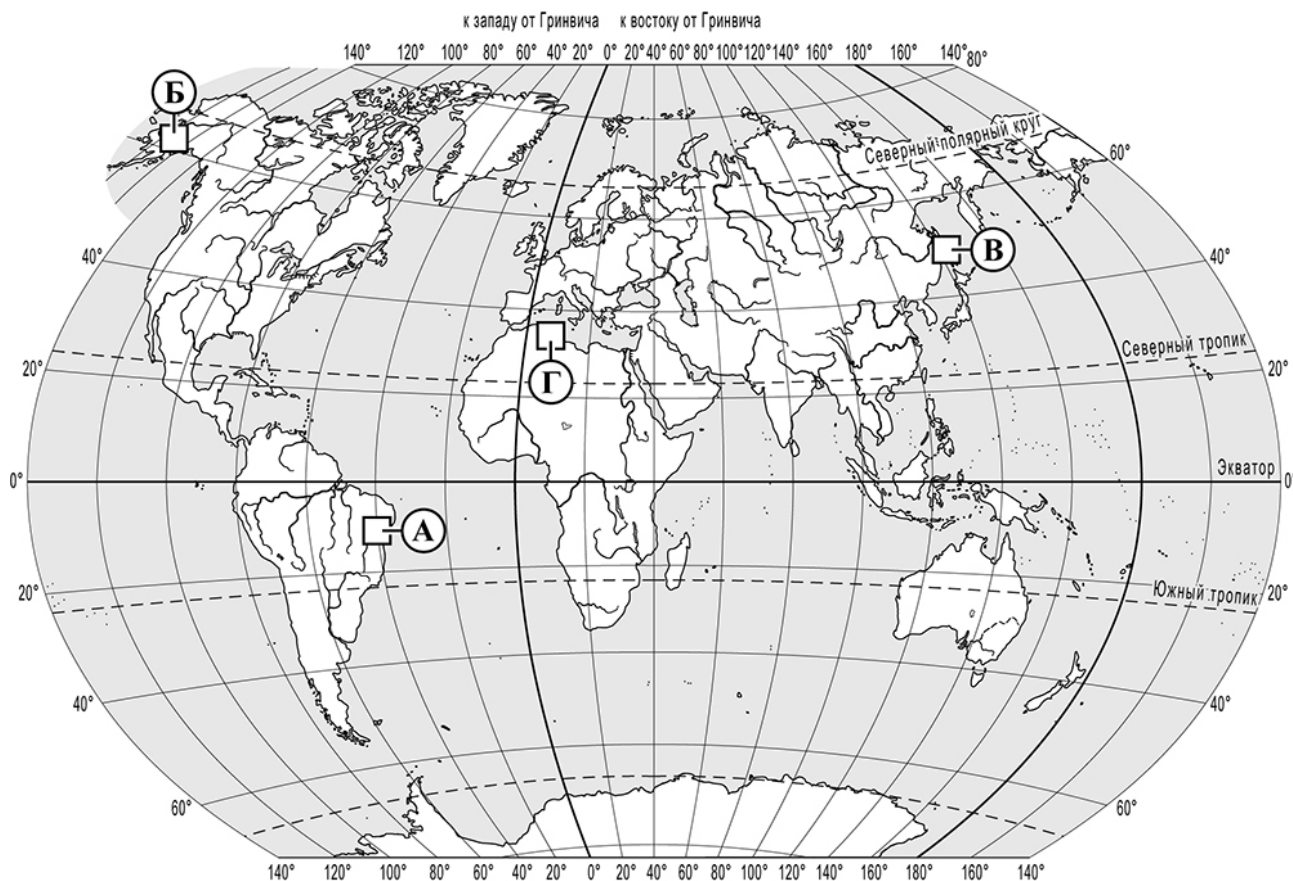 к западу от Гринвича к востоку от Гринвича
140° 120° 100° 80° 60° 40° 20° 0° 20° 40° 60° 80° 100° 120° 140° 160° 180° 160° 140° 80°
Б
Северный полярный круг
60°
40°
В
40°
Северный тропик
20°
Г
20°
0°
Экватор
0°
А
20°
Южный тропик
20°
40°
40°
60°
60°
140° 120° 100° 80° 60° 40° 20° 0° 20° 40° 60° 80° 100° 120° 140° 160° 180° 160° 140°